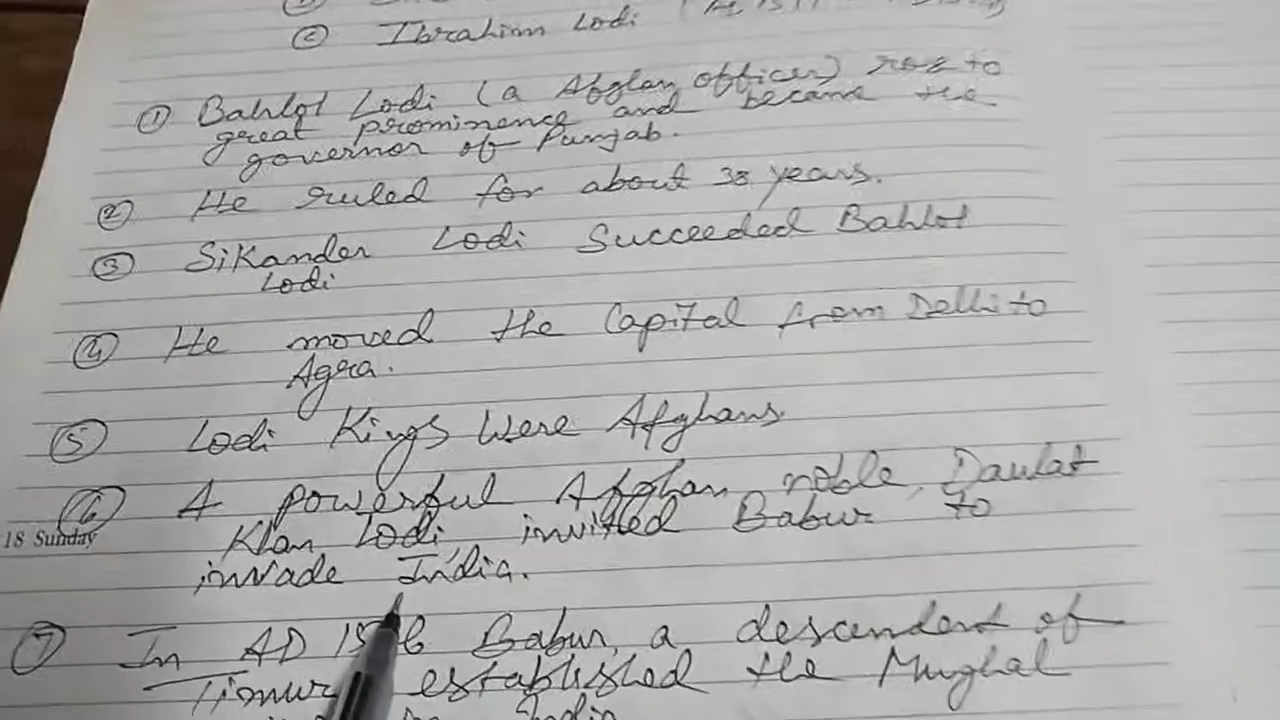 © Ibrahim Lodi
① Bahlol Lodi (a Afghan officer) rose to
great prominence and became the
governor of Punjab.
② He ruled for about 38 years.
③ Sikander Lodi Succeeded Bahlol
Lodi
④ He moved the Capital from Delhi to
Agra.
⑤ Lodi Kings Were Afghans
⑥ A powerful Afghan noble, Daulat
Khan Lodi invited Babur to
18 Sunday
invade India.
⑦ In AD Babur, a descendent of
Timur established the Mughal
India